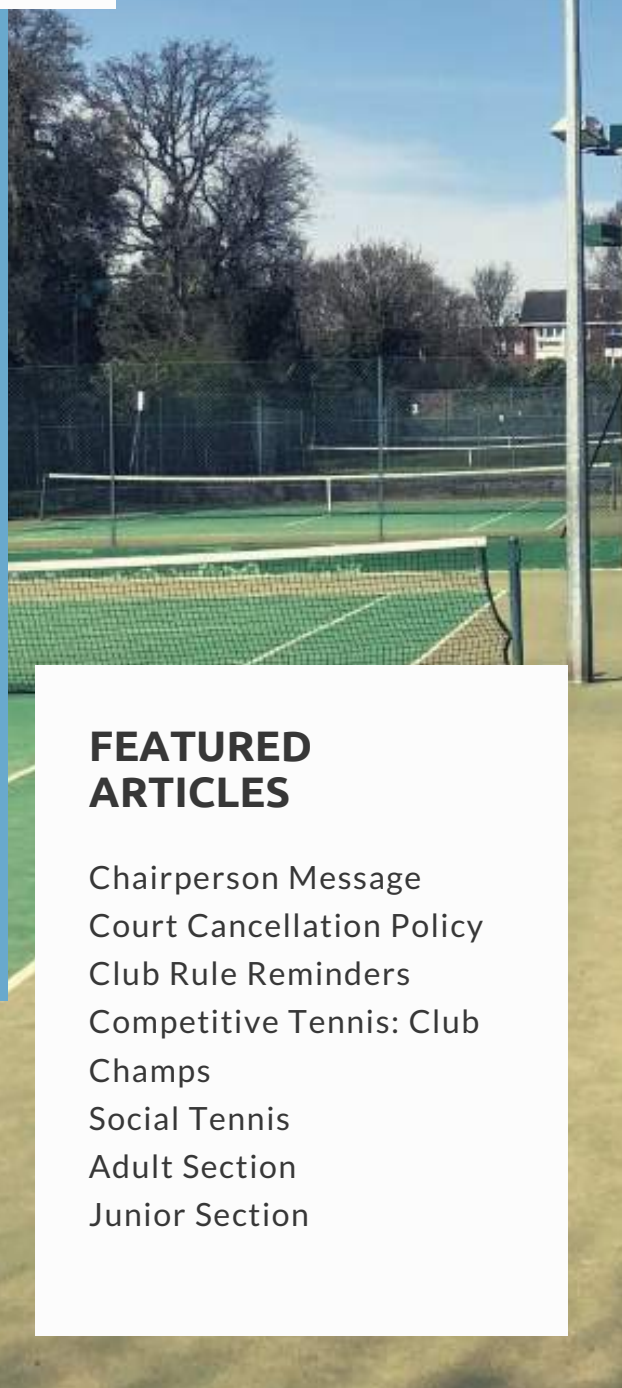 FEATURED
ARTICLES
Chairperson Message
Court Cancellation Policy
Club Rule Reminders
Competitive Tennis: Club
Champs
Social Tennis
Adult Section
Junior Section